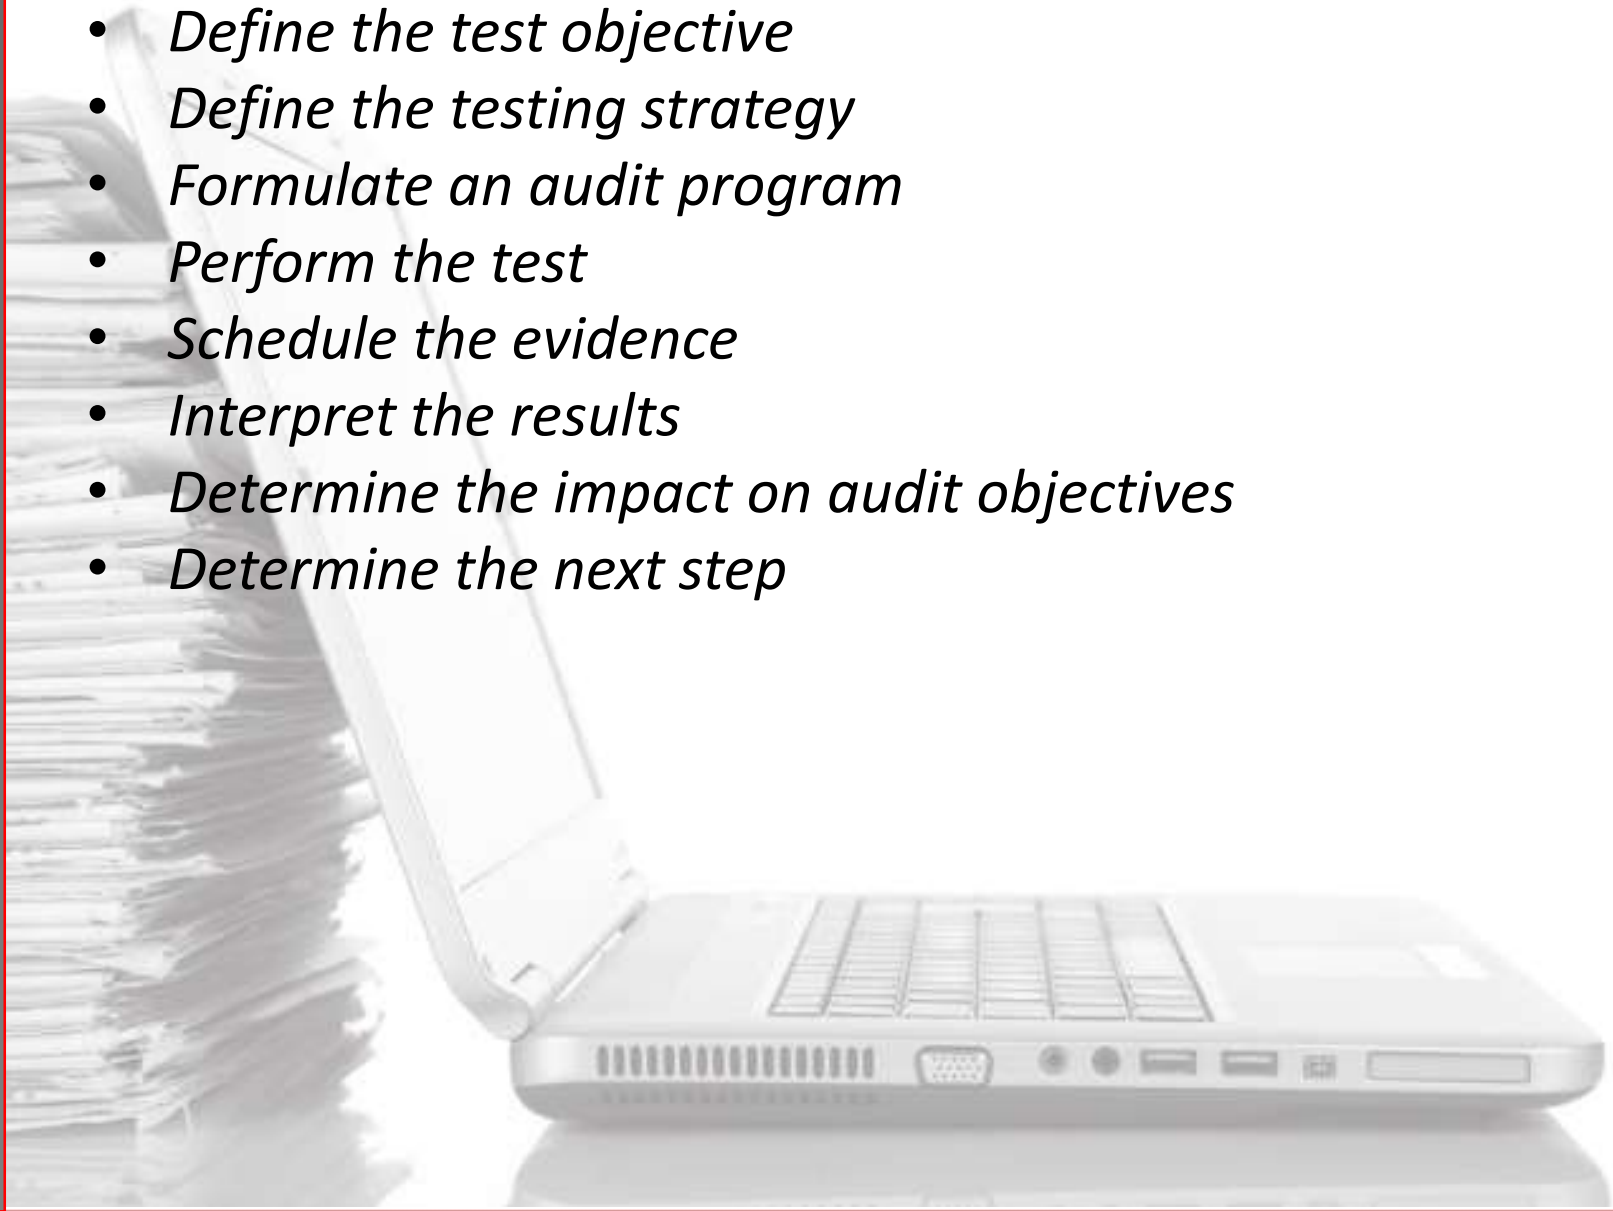 • Define the test objective
• Define the testing strategy
• Formulate an audit program
• Perform the test
• Schedule the evidence
• Interpret the results
• Determine the impact on audit objectives
• Determine the next step